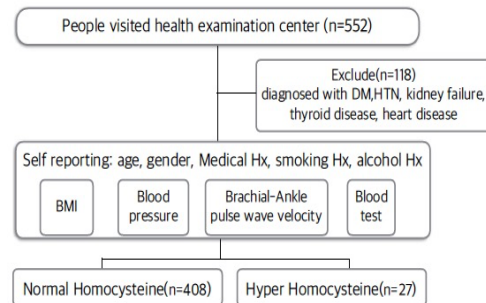 People visited health examination center (n=552)
Exclude(n=118)
diagnosed with DM,HTN, kidney failure,
thyroid disease, heart disease
Self reporting: age, gender, Medical Hx, smoking Hx, alcohol Hx
BMI
Blood
pressure
Brachial-Ankle
pulse wave velocity
Blood
test
Normal Homocysteine(n=408)
Hyper Homocysteine(n=27)